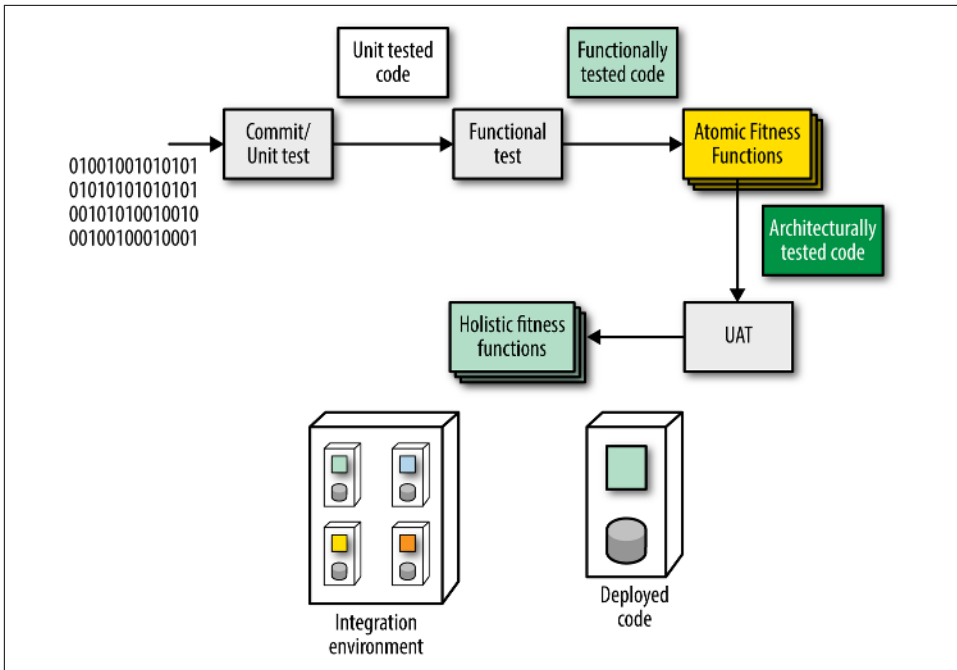 Unit tested
code
Functionally
tested code
Commit/
Unit test
Functional
test
Atomic Fitness
Functions
01001001010101
01010101010101
00101010010010
00100100010001
Architecturally
tested code
Holistic fitness
functions
UAT
Integration
environment
Deployed
code